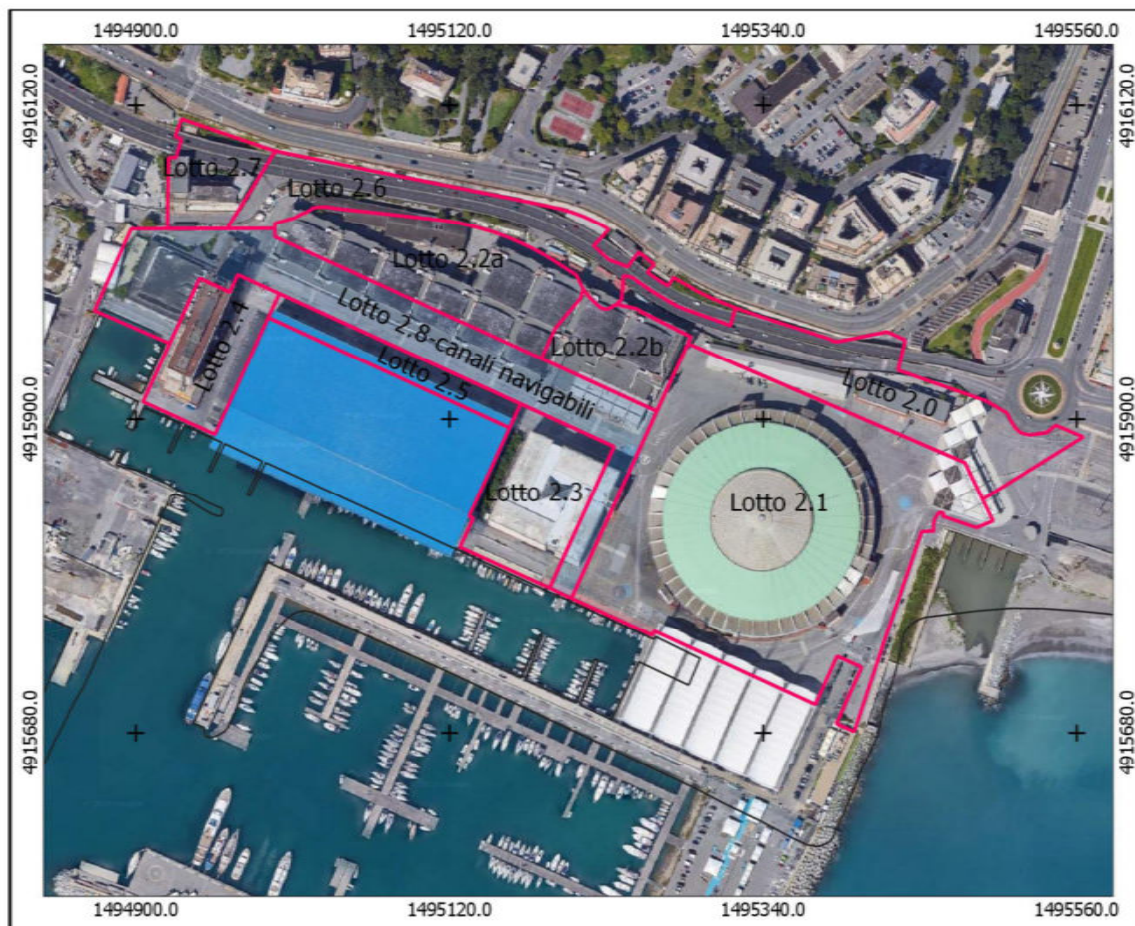 1494900.0 1495120.0 1495340.0 1495560.0
4916120.0 4916120.0
Lotto 2.7
Lotto 2.6
Lotto 2.2a
Lotto 2.8-canali navigabili
Lotto 2.4
Lotto 2.2b
Lotto 2.5
Lotto 2.0
4915900.0 4915900.0
Lotto 2.3
Lotto 2.1
4915680.0 4915680.0
1494900.0 1495120.0 1495340.0 1495560.0